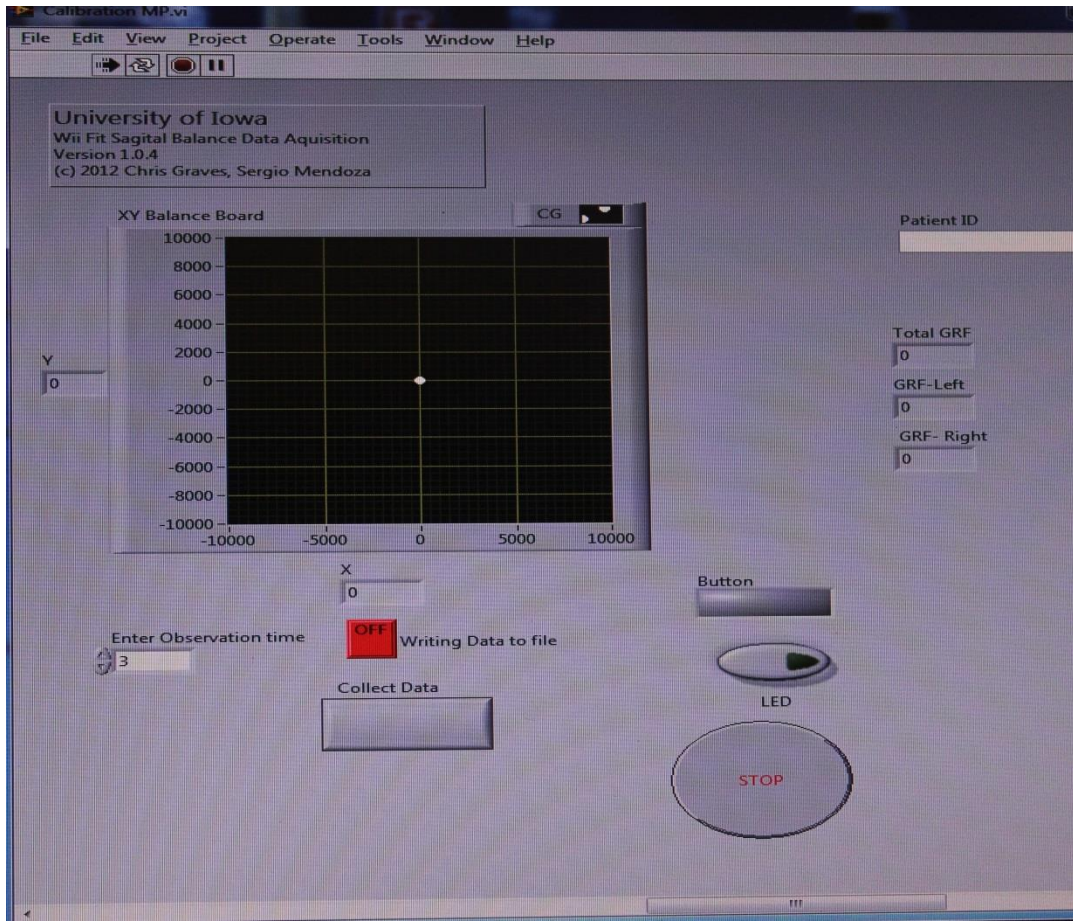 Calibration MP.vi
File Edit View Project Operate Tools Window Help
University of Iowa
Wii Fit Sagital Balance Data Aquisition
Version 1.0.4
(c) 2012 Chris Graves, Sergio Mendoza
XY Balance Board
CG
Patient ID
10000
8000
6000
4000
2000
0
-2000
-4000
-6000
-8000
-10000
-10000 -5000 0 5000 10000
Y
0
Total GRF
0
GRF-Left
0
GRF- Right
0
X
0
Button
Enter Observation time
3
OFF
Writing Data to file
LED
Collect Data
STOP